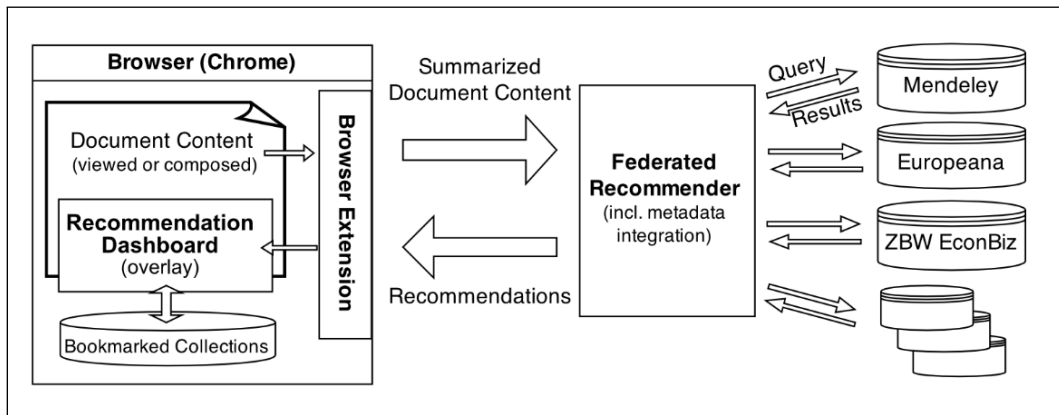 Browser (Chrome)
Document Content
(viewed or composed)
Recommendation
Dashboard
(overlay)
Bookmarked Collections
Browser Extension
Summarized
Document Content
Recommendations
Federated
Recommender
(incl. metadata
integration)
Query
Results
Mendeley
Europeana
ZBW EconBiz